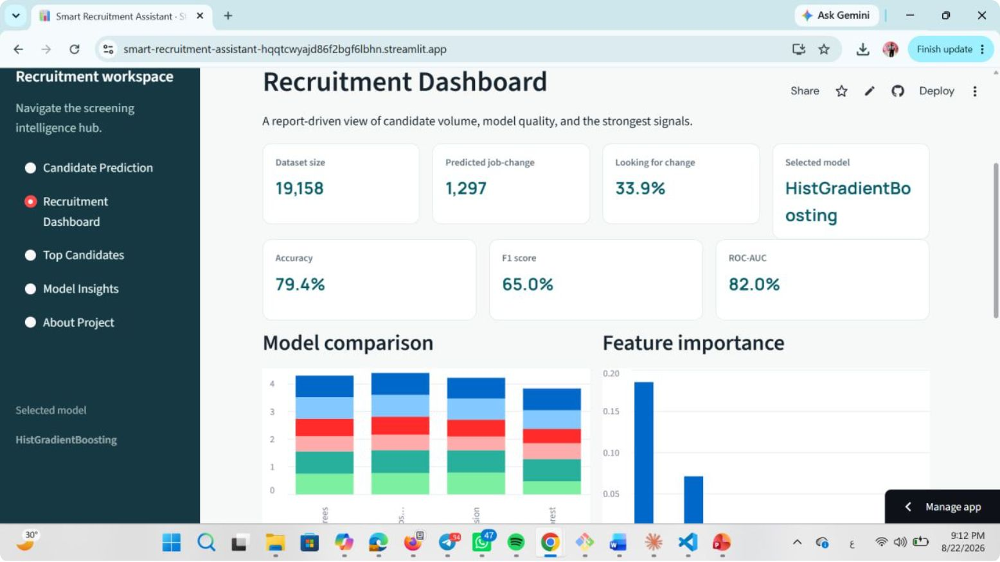 Smart Recruitment Assistant · S
Ask Gemini
smart-recruitment-assistant-hqqtcwyajd86f2bgf6lbhn.streamlit.app
Finish update
Recruitment workspace
Navigate the screening
intelligence hub.
Candidate Prediction
Recruitment
Dashboard
Top Candidates
Model Insights
About Project
Selected model
HistGradientBoosting
Share
Deploy
Recruitment Dashboard
A report-driven view of candidate volume, model quality, and the strongest signals.
Dataset size
19,158
Predicted job-change
1,297
Looking for change
33.9%
Selected model
HistGradientBo
osting
Accuracy
79.4%
F1 score
65.0%
ROC-AUC
82.0%
Model comparison
4
3
2
1
0
rees
os...
sion
rest
Feature importance
0.20
0.15
0.10
0.05
Manage app
30°
94
47
ع
9:12 PM
8/22/2026